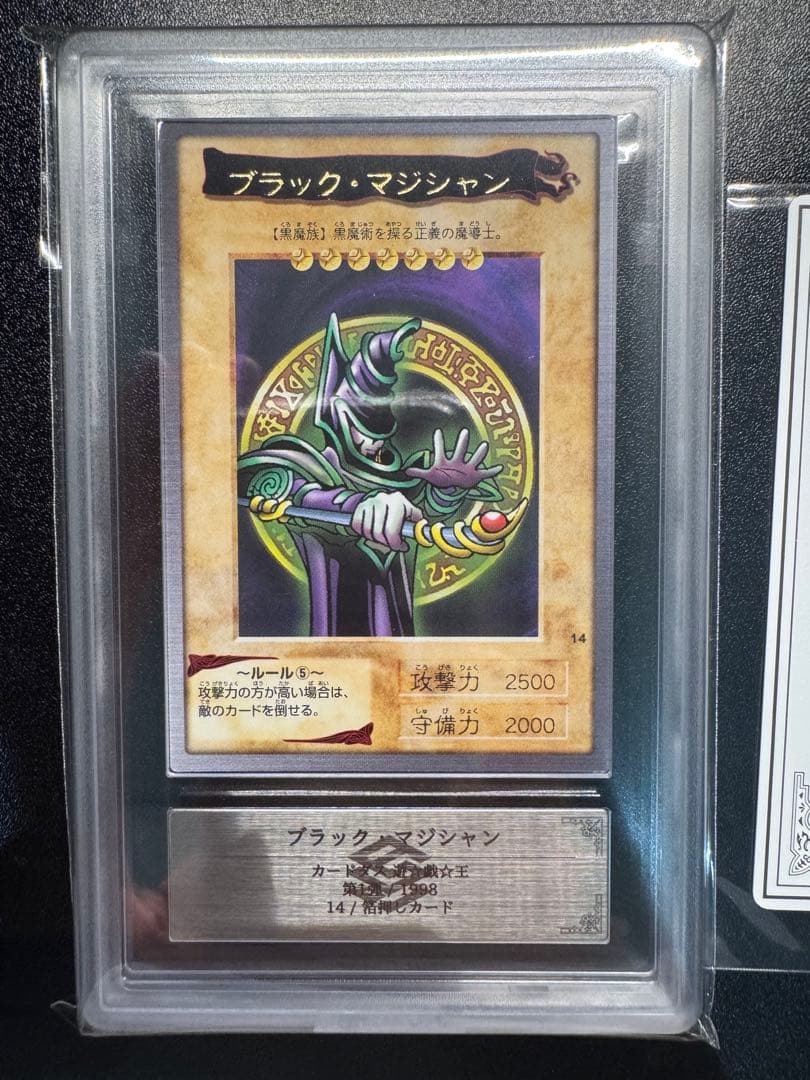 ブラック・マジシャン
【黒魔族】黒魔術を操る正義の魔導士。
14
〜ルール⑤〜
攻撃力の方が高い場合は、
敵のカードを倒せる。
攻撃力 2500
守備力 2000
ブラック・マジシャン
カードダス 遊☆戯☆王
第1弾 / 1998
14 / 箔押しカード